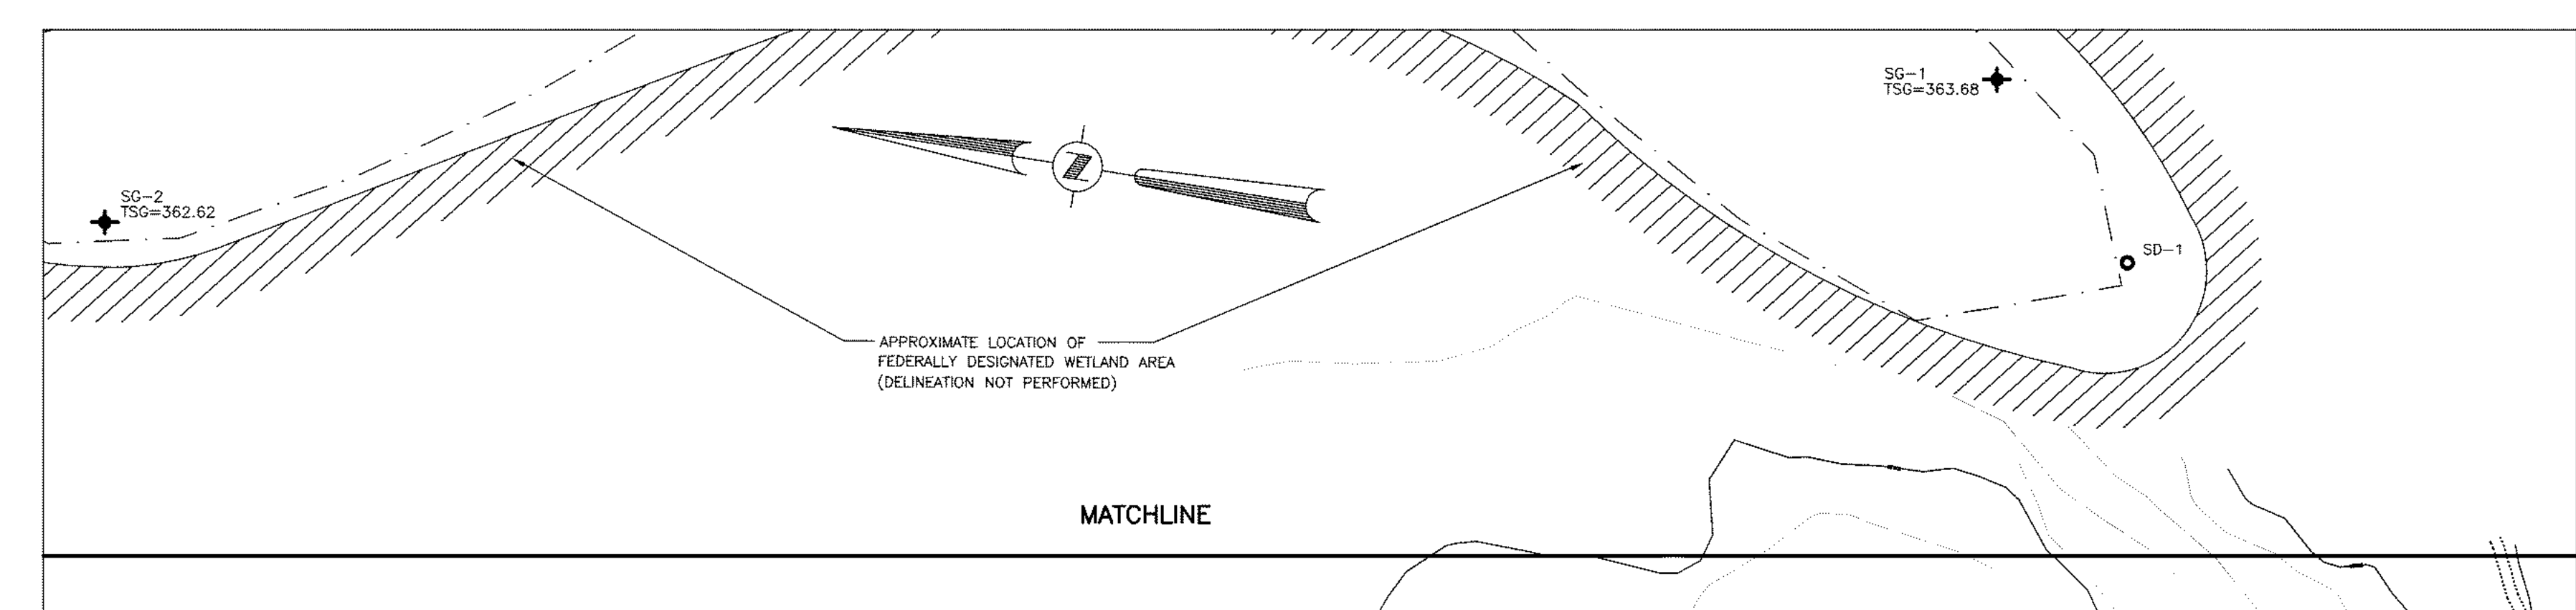 SG-1
TSG=363.68
SG-2
TSG=362.62
N
SD-1
APPROXIMATE LOCATION OF
FEDERALLY DESIGNATED WETLAND AREA
(DELINEATION NOT PERFORMED)
MATCHLINE